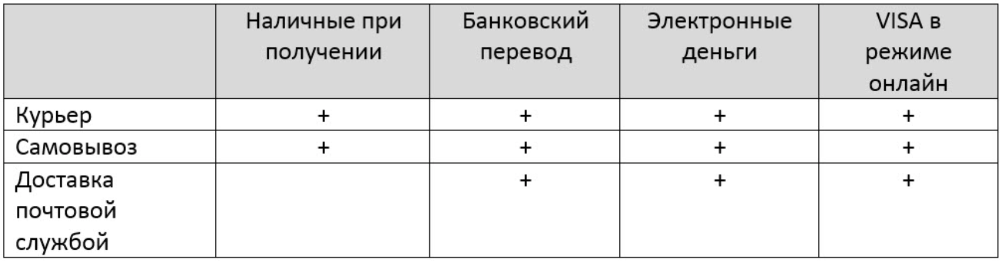 Наличные при
получении
Банковский
перевод
Электронные
деньги
VISA в
режиме
онлайн
Курьер + + + +
Самовывоз + + + +
Доставка
почтовой
службой
+ + +